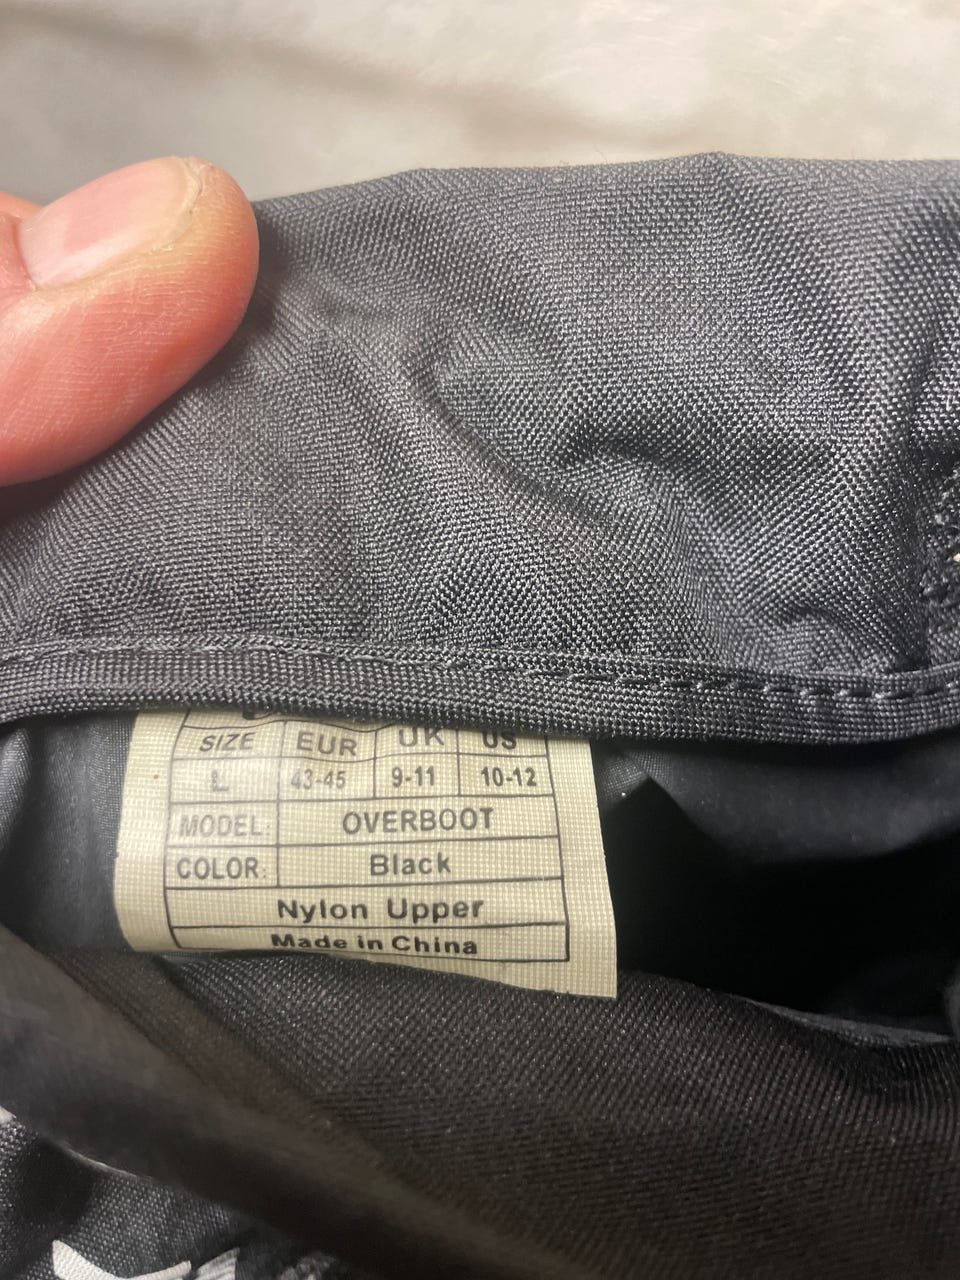 SIZE EUR UK US
L 43-45 9-11 10-12
MODEL: OVERBOOT
COLOR: Black
Nylon Upper
Made in China